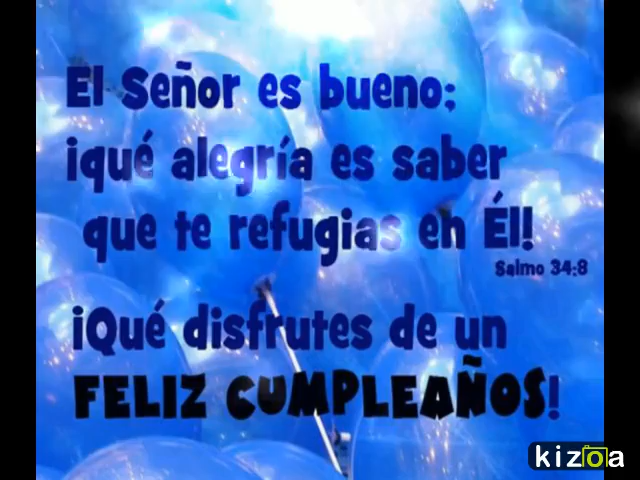 El Señor es bueno;
¡qué alegría es saber
que te refugias en Él!
Salmo 34:8
¡Qué disfrutes de un
FELIZ CUMPLEAÑOS!
kizoa